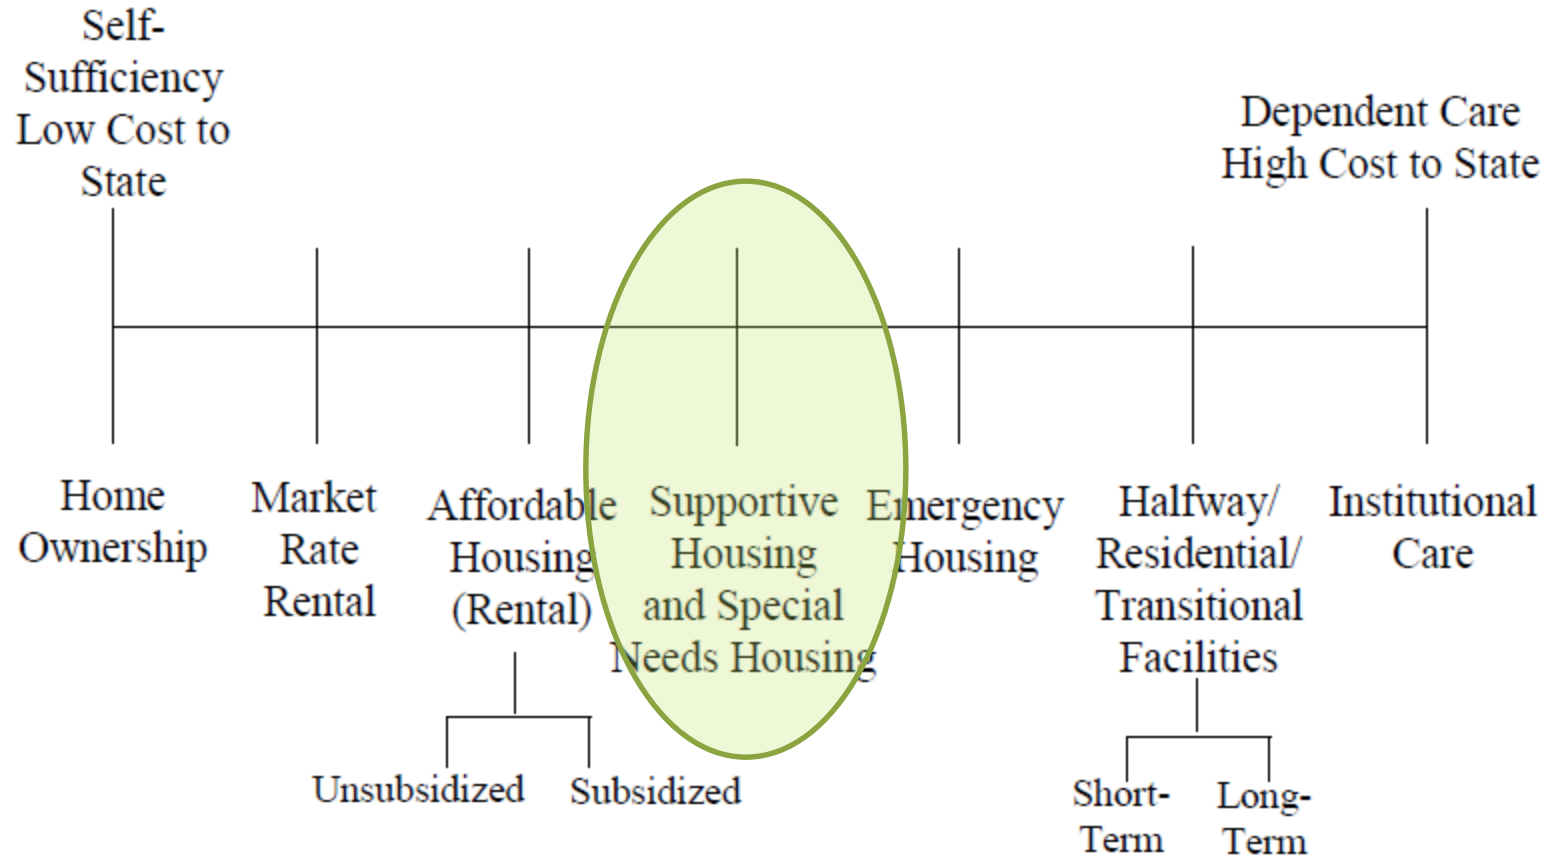 Self-
Sufficiency
Low Cost to
State
Dependent Care
High Cost to State
Home
Ownership
Market
Rate
Rental
Affordable
Housing
(Rental)
Unsubsidized
Subsidized
Supportive
Housing
and Special
Needs Housing
Emergency
Housing
Halfway/
Residential/
Transitional
Facilities
Short-
Term
Long-
Term
Institutional
Care